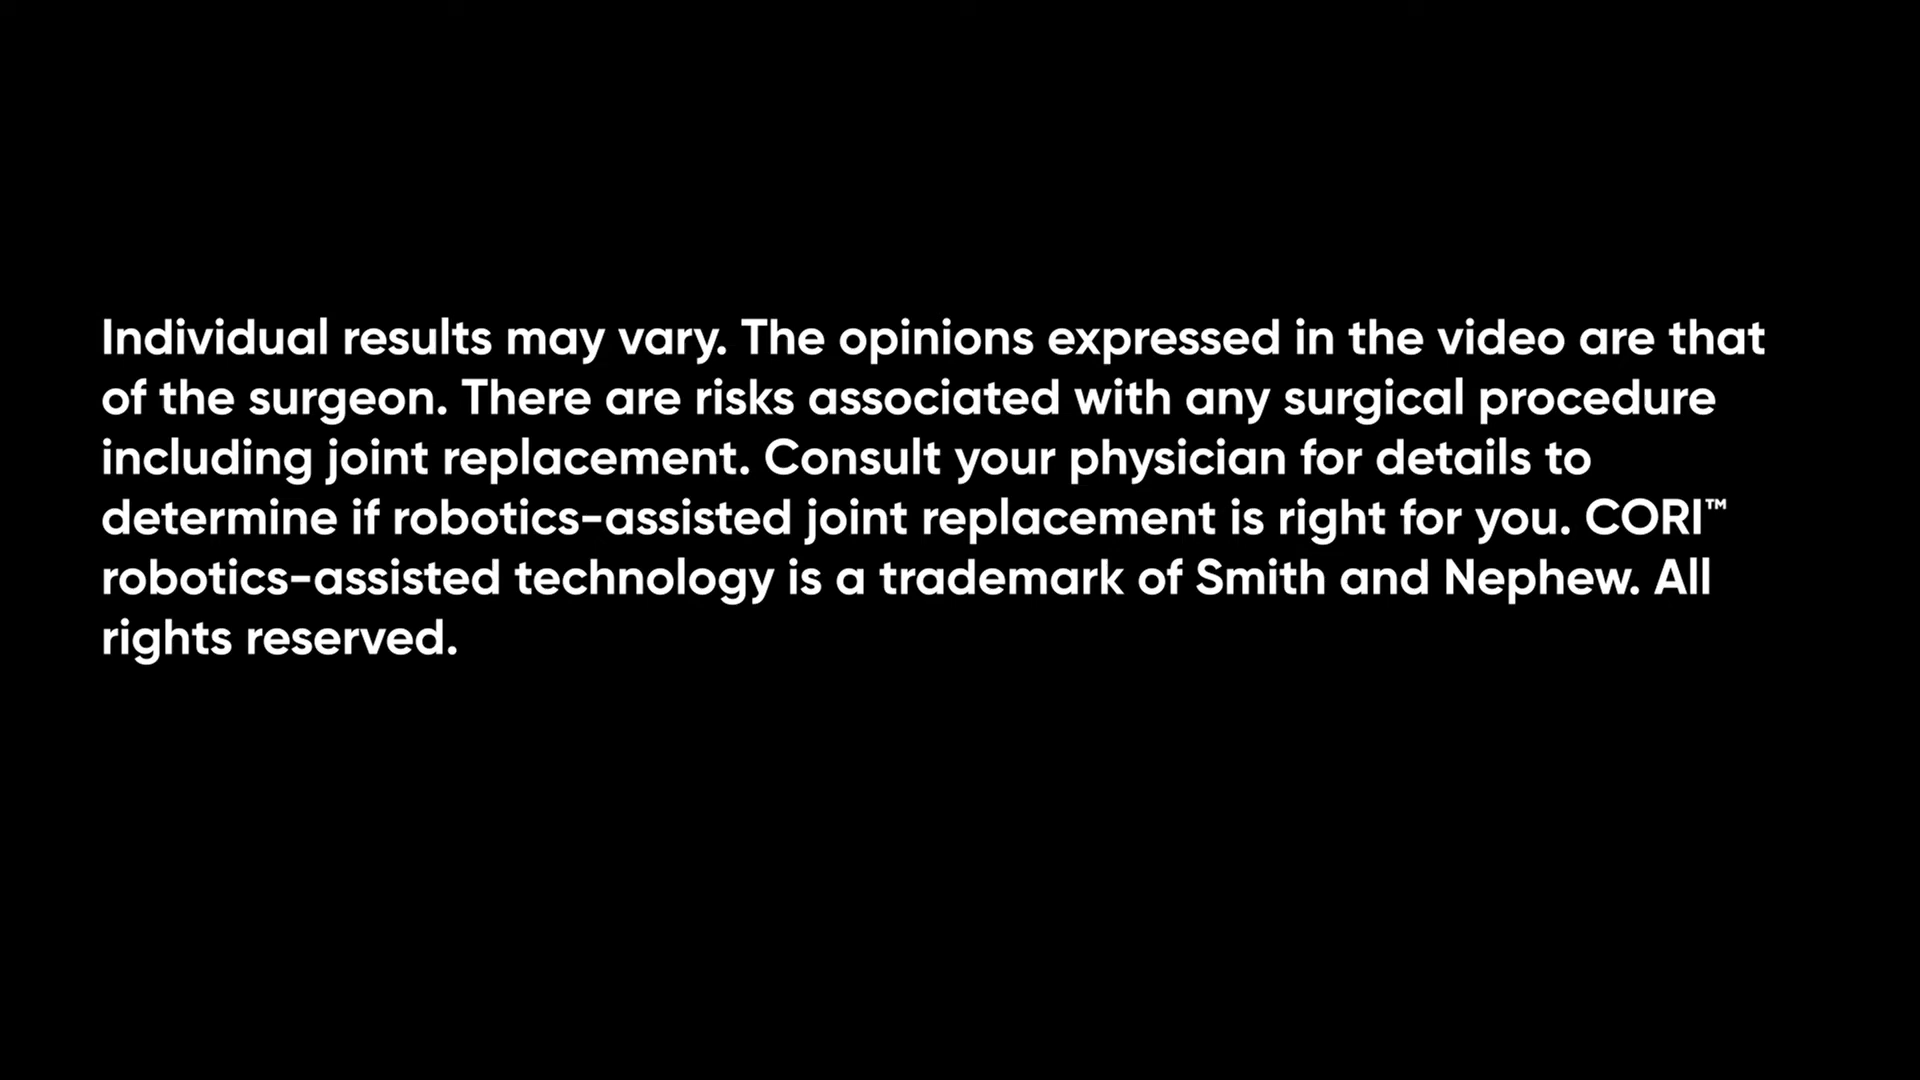 Individual results may vary. The opinions expressed in the video are that
of the surgeon. There are risks associated with any surgical procedure
including joint replacement. Consult your physician for details to
determine if robotics-assisted joint replacement is right for you. CORI™
robotics-assisted technology is a trademark of Smith and Nephew. All
rights reserved.